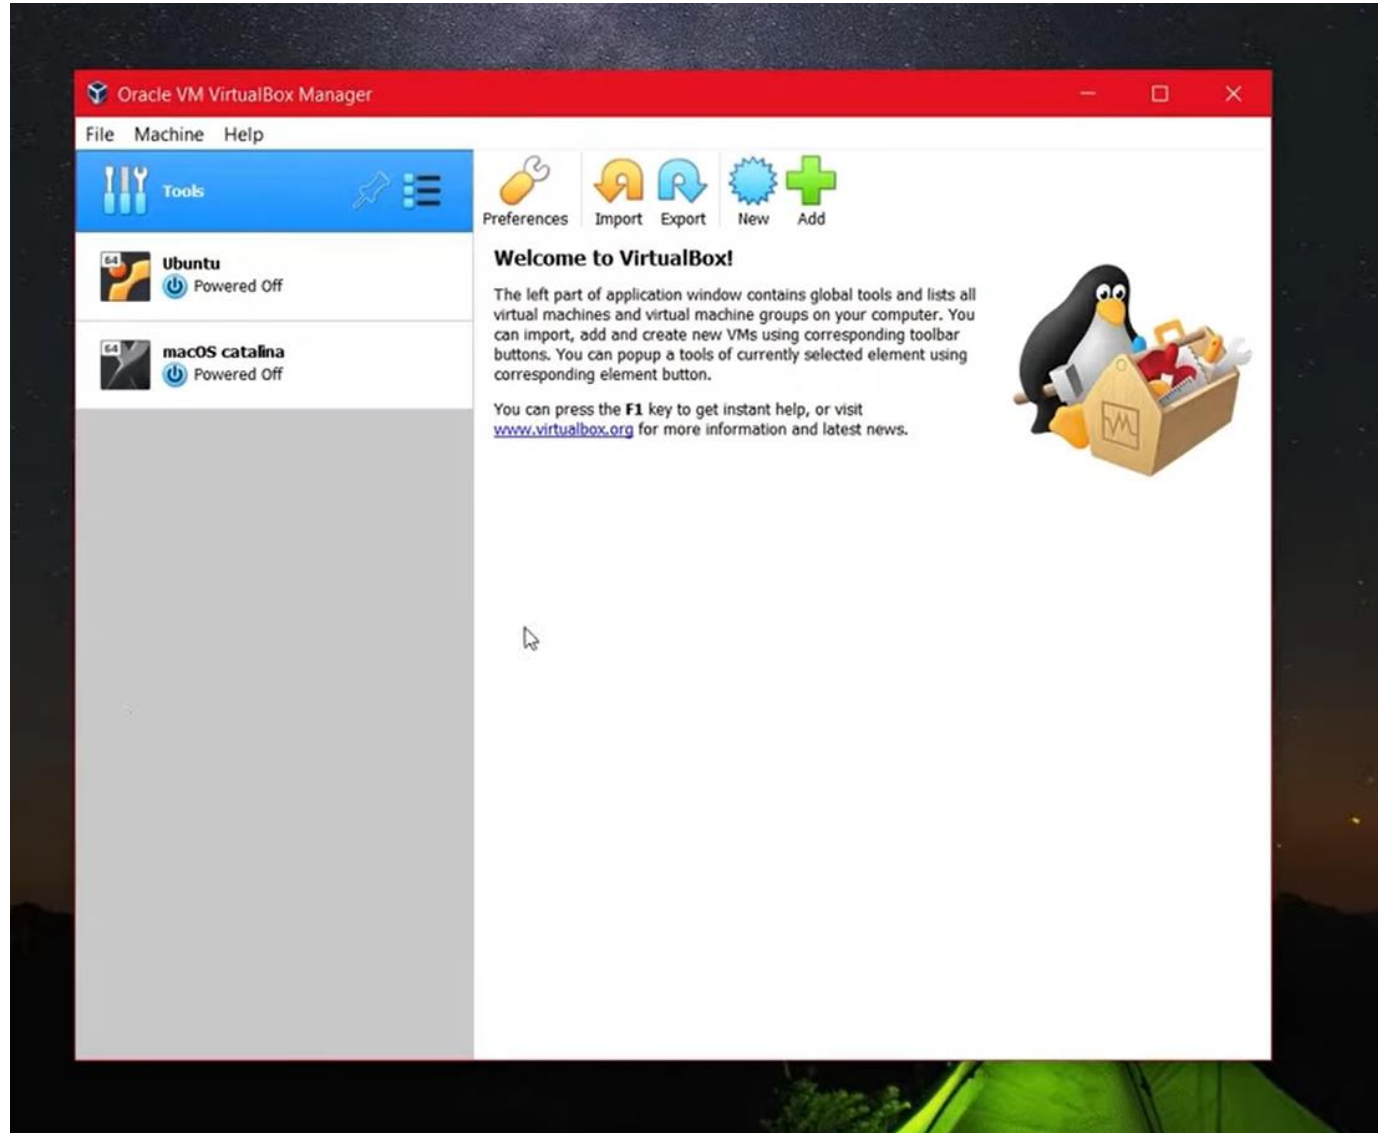 Oracle VM VirtualBox Manager
File Machine Help
Tools
Preferences Import Export New Add
64
Ubuntu
Powered Off
64
macOS catalina
Powered Off
Welcome to VirtualBox!
The left part of application window contains global tools and lists all
virtual machines and virtual machine groups on your computer. You
can import, add and create new VMs using corresponding toolbar
buttons. You can popup a tools of currently selected element using
corresponding element button.
You can press the F1 key to get instant help, or visit
www.virtualbox.org for more information and latest news.